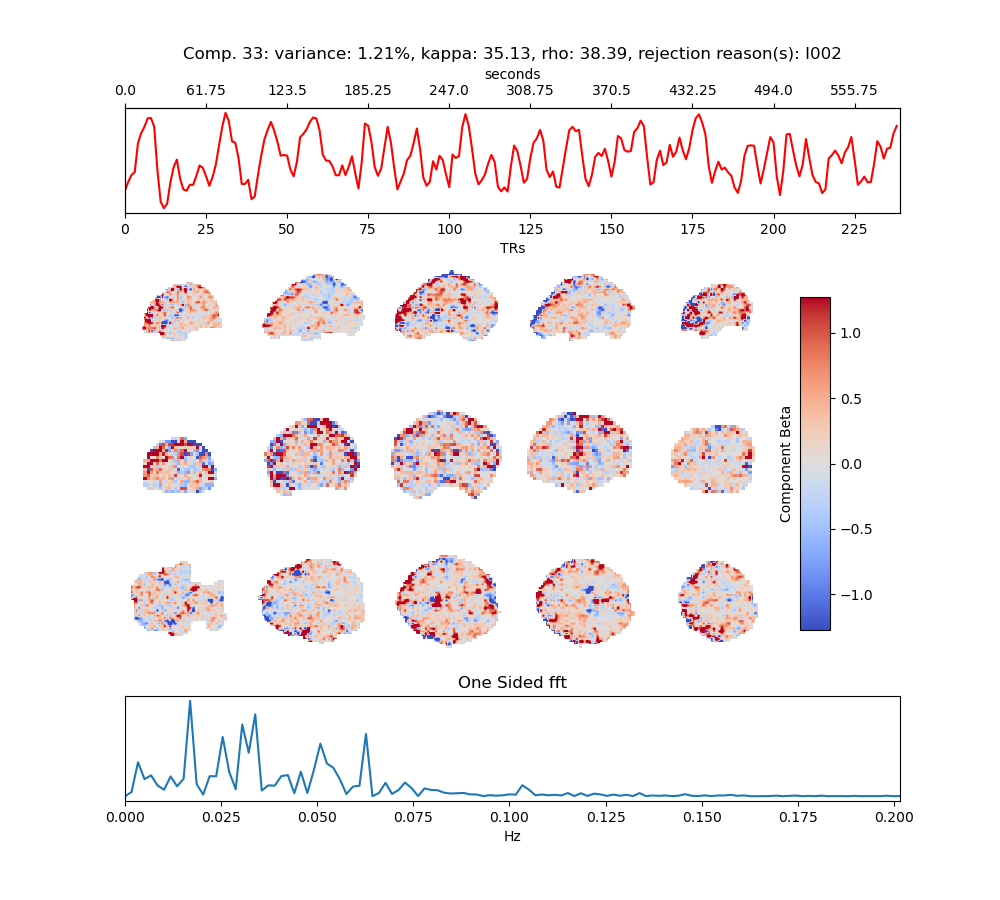 Comp. 33: variance: 1.21%, kappa: 35.13, rho: 38.39, rejection reason(s): I002
seconds
0.0 61.75 123.5 185.25 247.0 308.75 370.5 432.25 494.0 555.75
0 25 50 75 100 125 150 175 200 225
TRs
1.0
0.5
0.0
−0.5
−1.0
Component Beta
One Sided fft
0.000 0.025 0.050 0.075 0.100 0.125 0.150 0.175 0.200
Hz